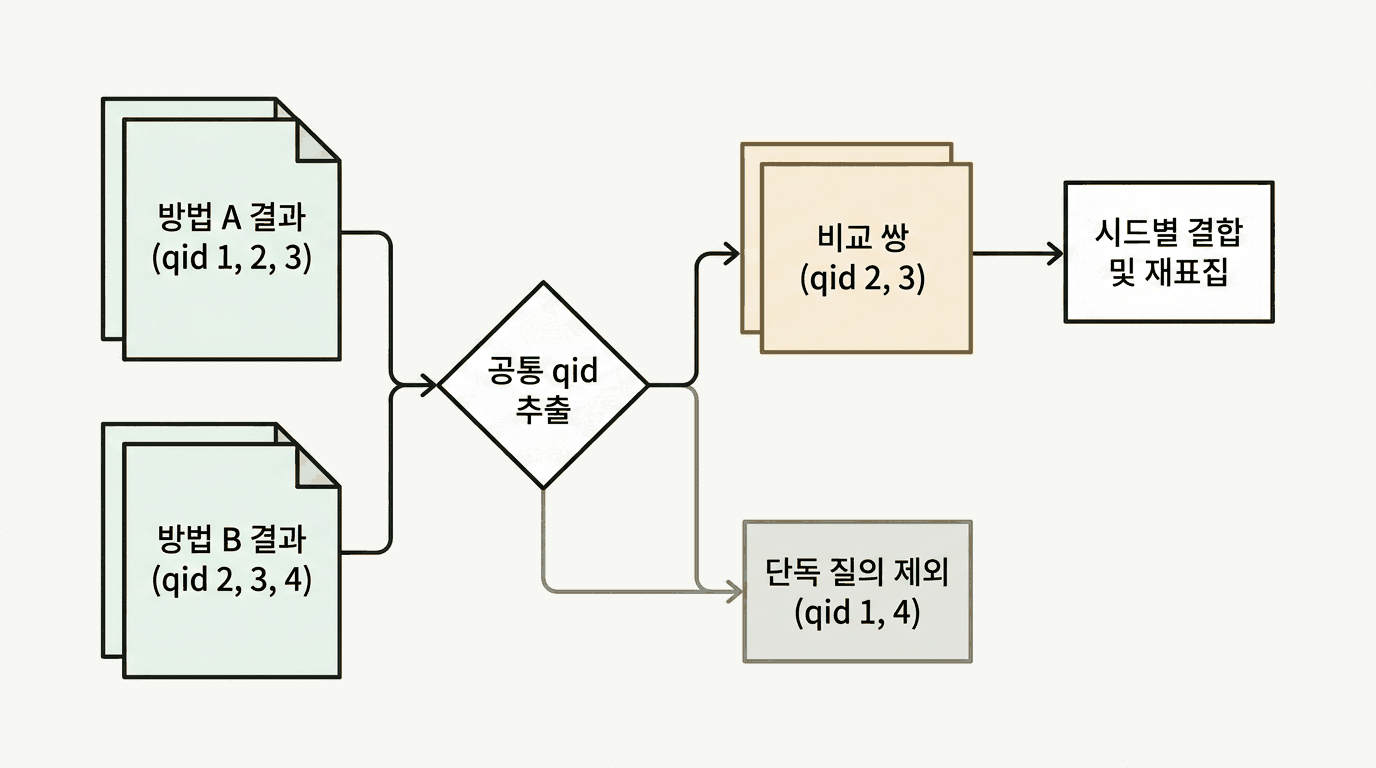 방법 A 결과
(qid 1, 2, 3)
방법 B 결과
(qid 2, 3, 4)
공통 qid
추출
비교 쌍
(qid 2, 3)
시드별 결합
및 재표집
단독 질의 제외
(qid 1, 4)